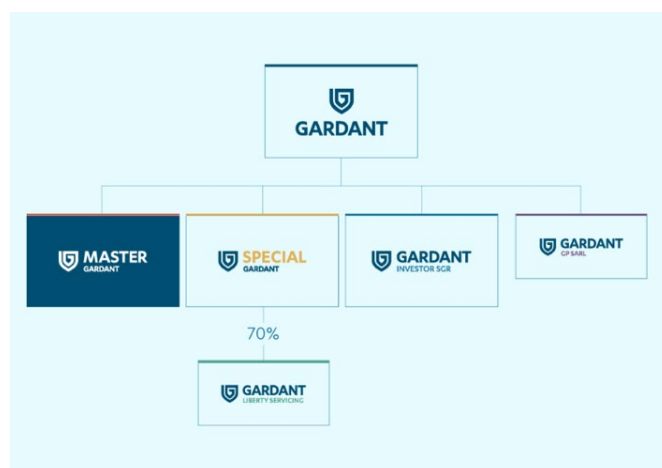 GARDANT
MASTER
GARDANT
SPECIAL
GARDANT
GARDANT
INVESTOR SGR
GARDANT
GP SARL
70%
GARDANT
LIBERTY SERVICING